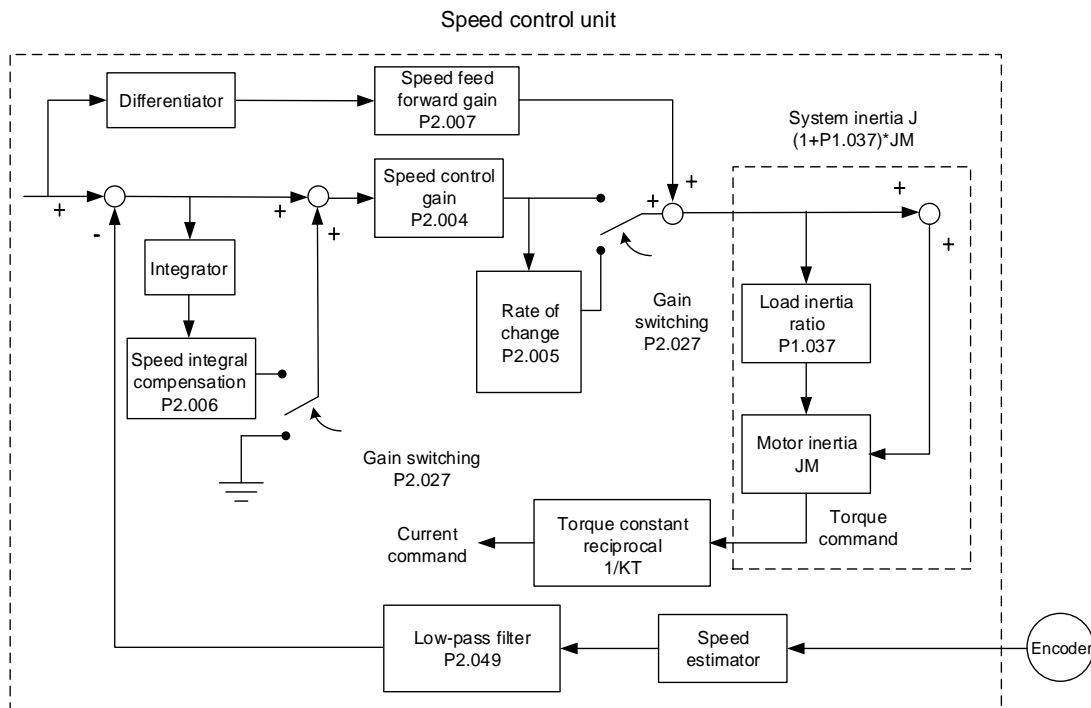 Speed control unit
Differentiator
Speed feed
forward gain
P2.007
System inertia J
(1+P1.037)*JM
+
+
+
+
+
-
+
+
+
Speed control
gain
P2.004
Integrator
Rate of
change
P2.005
Gain
switching
P2.027
Load inertia
ratio
P1.037
Speed integral
compensation
P2.006
Gain switching
P2.027
Motor inertia
JM
Current
command
Torque constant
reciprocal
1/KT
Torque
command
Low-pass filter
P2.049
Speed
estimator
Encoder